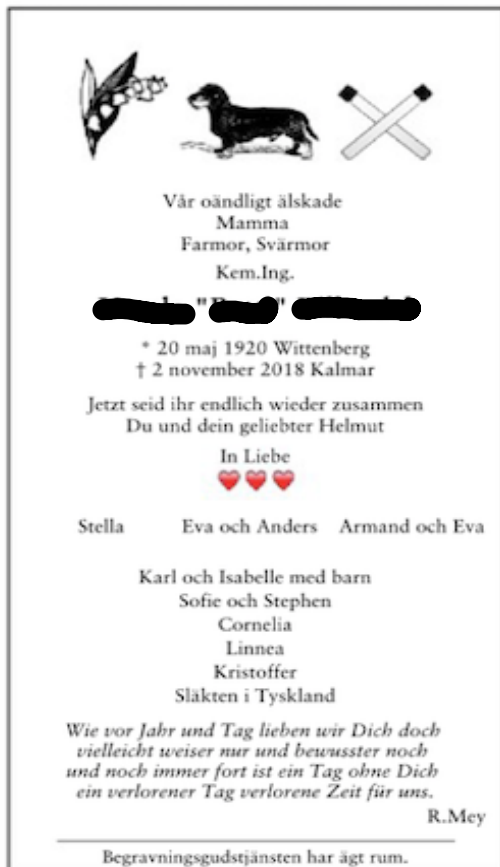 Vår oändligt älskade
Mamma
Farmor, Svärmor
Kem.Ing.
* 20 maj 1920 Wittenberg
† 2 november 2018 Kalmar
Jetzt seid ihr endlich wieder zusammen
Du und dein geliebter Helmut
In Liebe
Stella Eva och Anders Armand och Eva
Karl och Isabelle med barn
Sofie och Stephen
Cornelia
Linnea
Kristoffer
Släkten i Tyskland
Wie vor Jahr und Tag lieben wir Dich doch
vielleicht weiser nur und bewusster noch
und noch immer fort ist ein Tag ohne Dich
ein verlorener Tag verlorene Zeit für uns.
R.Mey
Begravningsgudstjänsten har ägt rum.